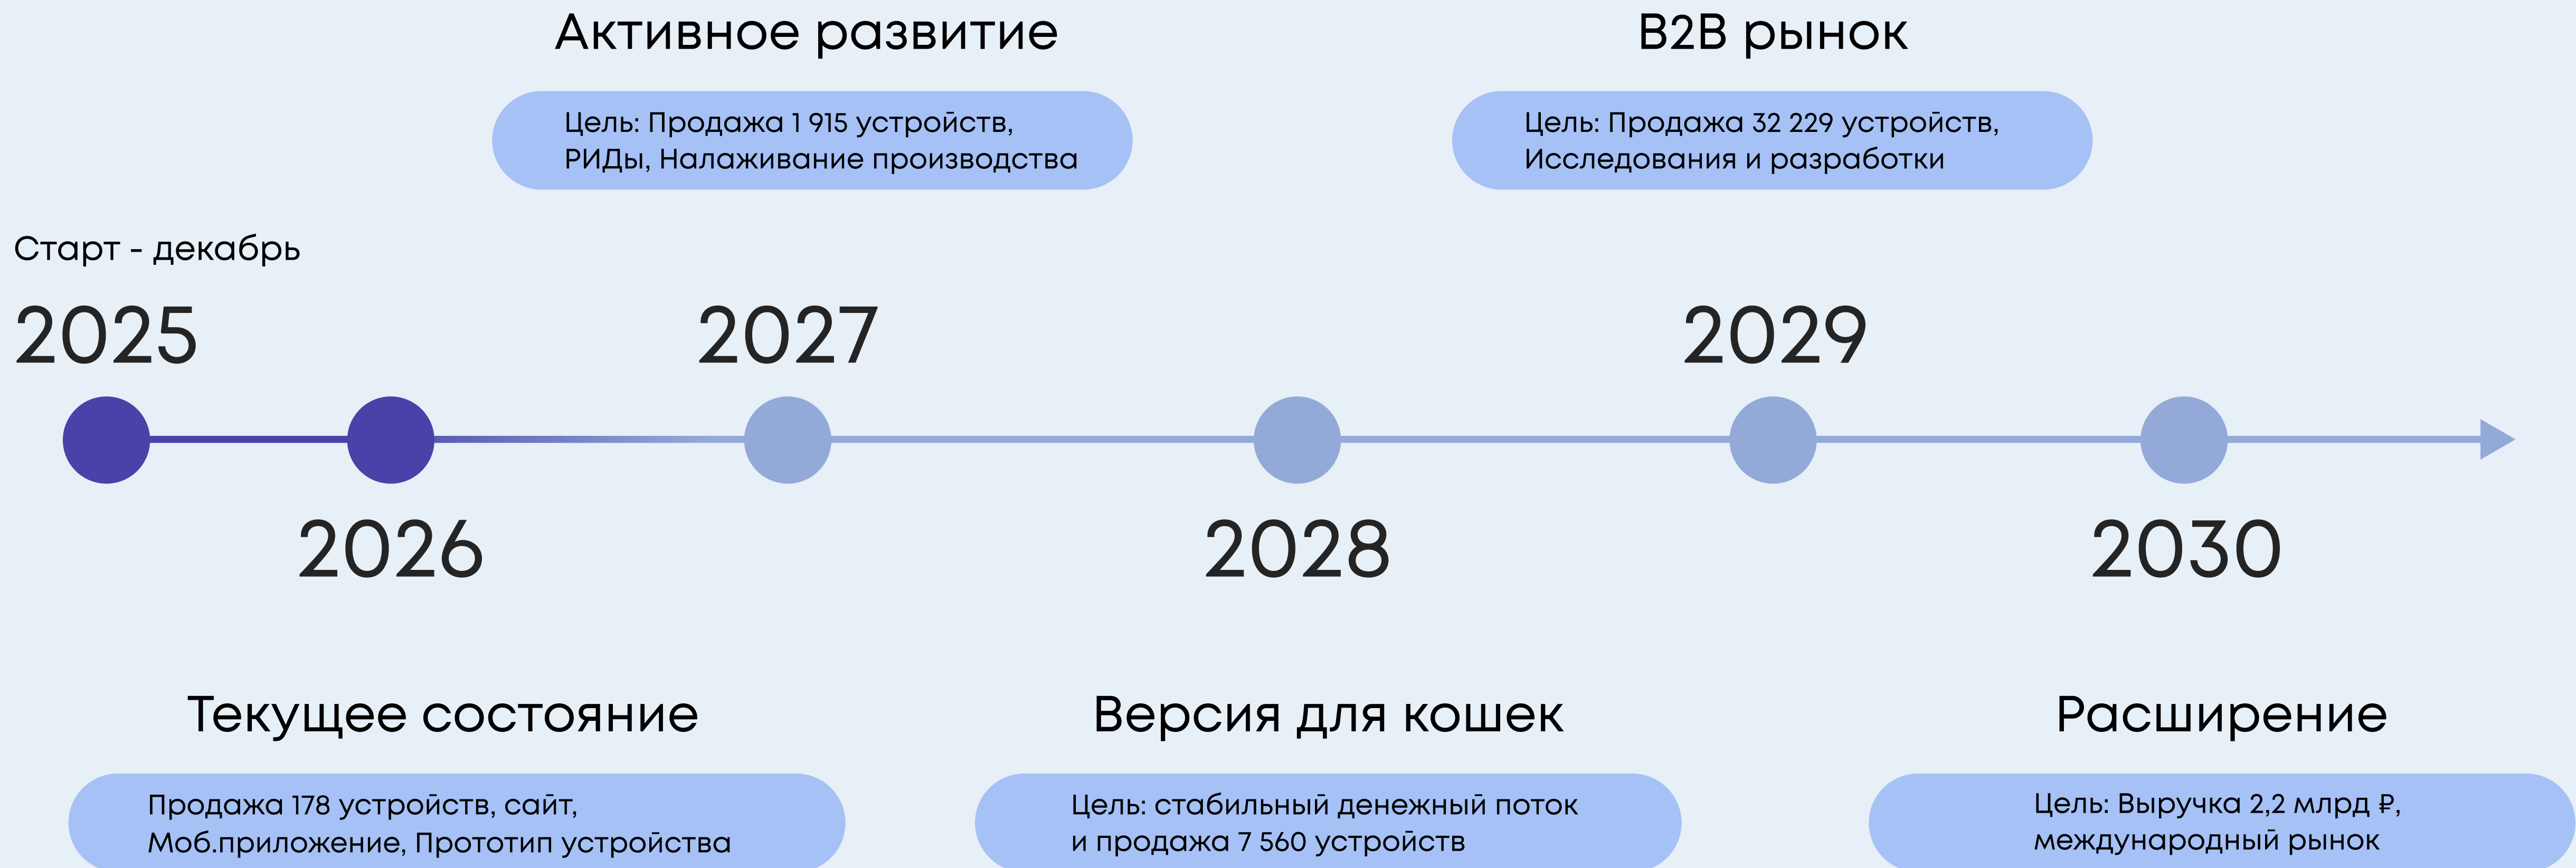 Активное развитие
Цель: Продажа 1 915 устройств,
РИДы, Налаживание производства
B2B рынок
Цель: Продажа 32 229 устройств,
Исследования и разработки
Старт - декабрь
2025
2027
2029
2026
2028
2030
Текущее состояние
Продажа 178 устройств, сайт,
Моб.приложение, Прототип устройства
Версия для кошек
Цель: стабильный денежный поток
и продажа 7 560 устройств
Расширение
Цель: Выручка 2,2 млрд ₽,
международный рынок